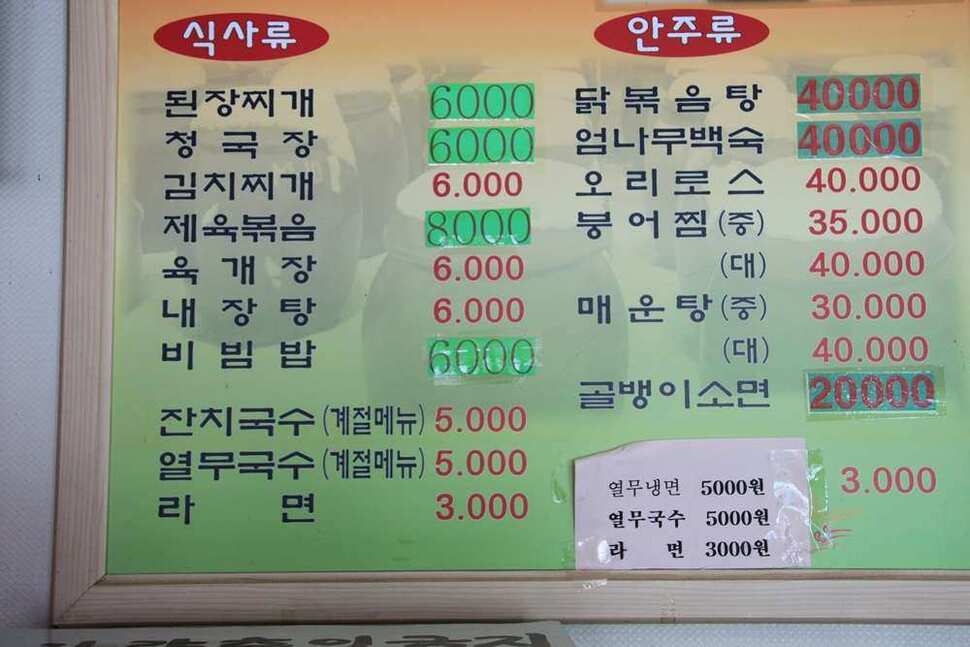 식사류
된장찌개 6000
청국장 6000
김치찌개 6.000
제육볶음 8000
육개장 6.000
내장탕 6.000
비빔밥 6000
잔치국수(계절메뉴) 5.000
열무국수(계절메뉴) 5.000
라면 3.000
안주류
닭볶음탕 40000
엄나무백숙 40000
오리로스 40.000
붕어찜(중) 35.000
(대) 40.000
매운탕(중) 30.000
(대) 40.000
골뱅이소면 20000
3.000
열무냉면 5000원
열무국수 5000원
라면 3000원